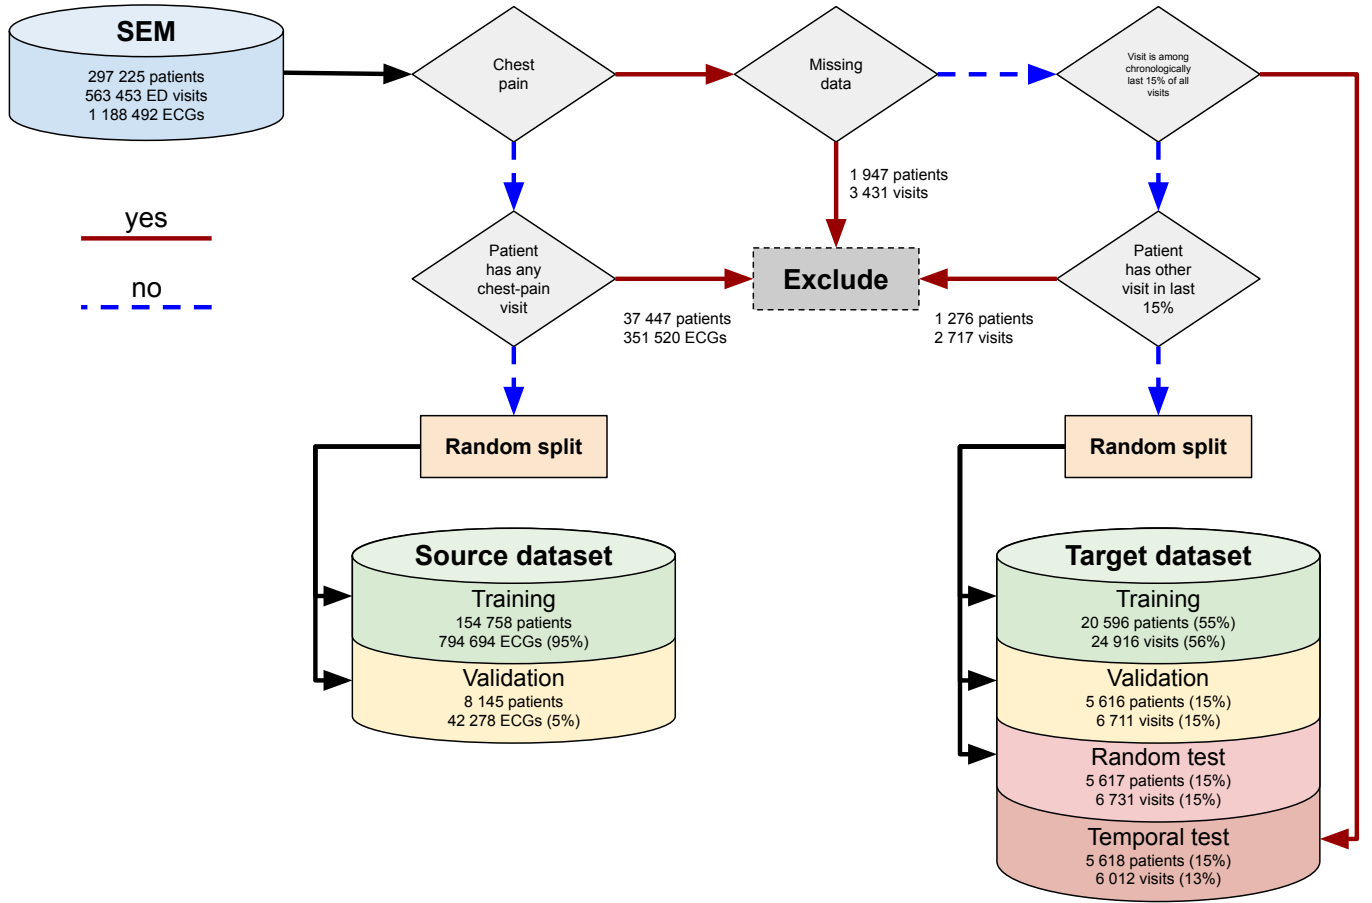 SEM
297 225 patients
563 453 ED visits
1 188 492 ECGs
Chest
pain
Missing
data
Visit is among
chronologically
last 15% of all
visits
yes
no
1 947 patients
3 431 visits
Patient
has any
chest-pain
visit
Exclude
Patient
has other
visit in last
15%
37 447 patients
351 520 ECGs
1 276 patients
2 717 visits
Random split
Random split
Source dataset
Training
154 758 patients
794 694 ECGs (95%)
Validation
8 145 patients
42 278 ECGs (5%)
Target dataset
Training
20 596 patients (55%)
24 916 visits (56%)
Validation
5 616 patients (15%)
6 711 visits (15%)
Random test
5 617 patients (15%)
6 731 visits (15%)
Temporal test
5 618 patients (15%)
6 012 visits (13%)